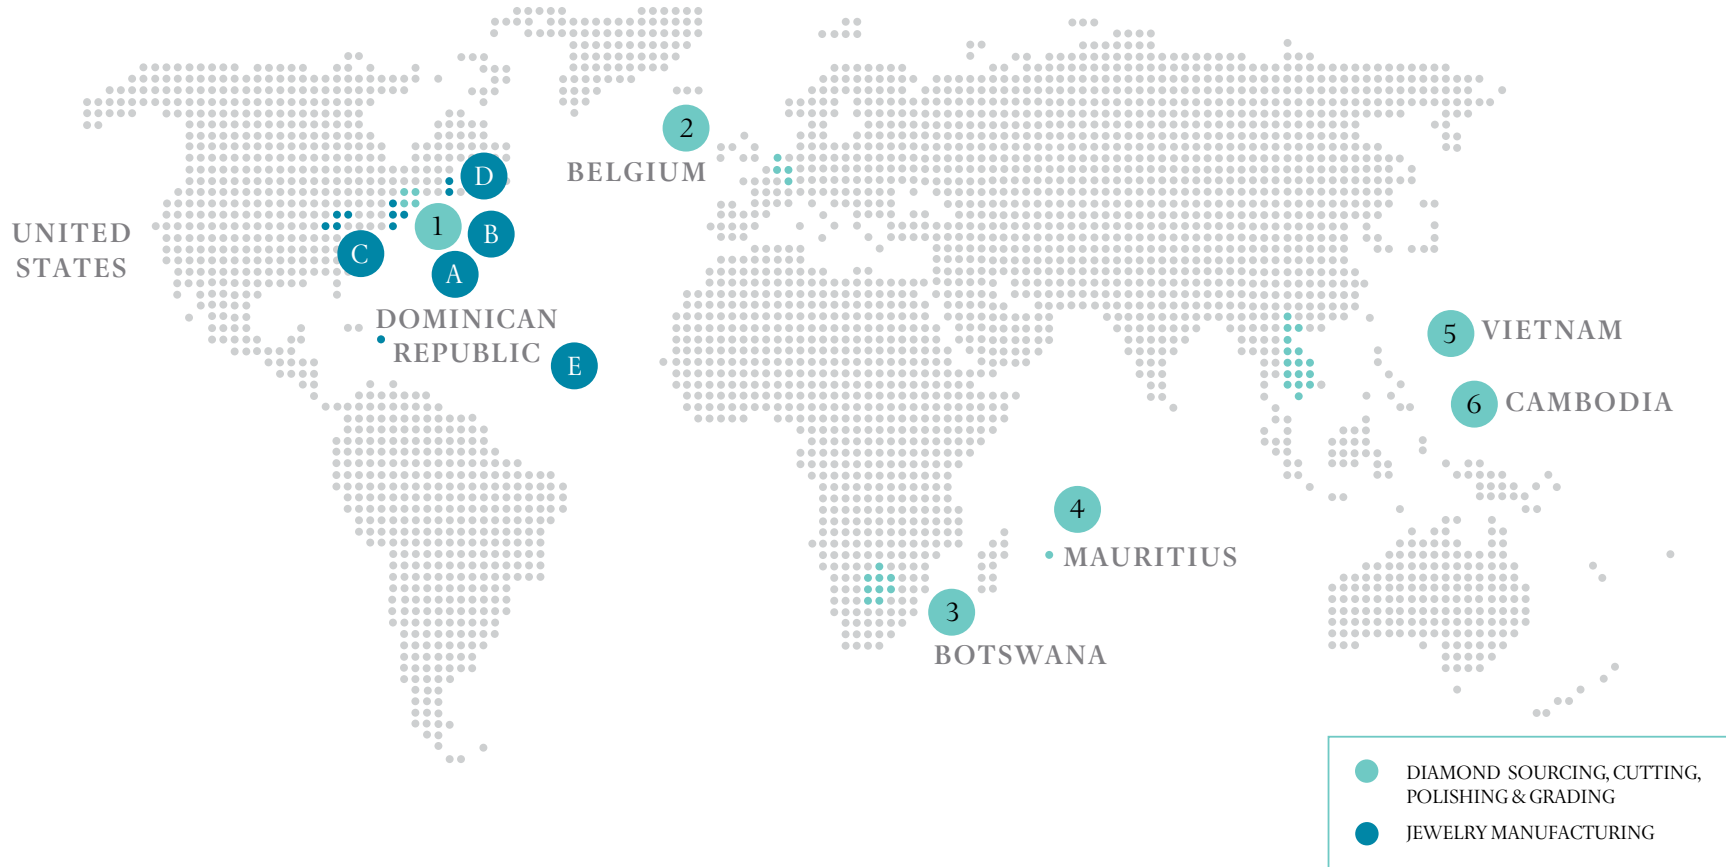 2
BELGIUM
D
1
B
UNITED
STATES
C
A
DOMINICAN
REPUBLIC
E
5 VIETNAM
6 CAMBODIA
4
MAURITIUS
3
BOTSWANA
DIAMOND SOURCING, CUTTING,
POLISHING & GRADING
JEWELRY MANUFACTURING